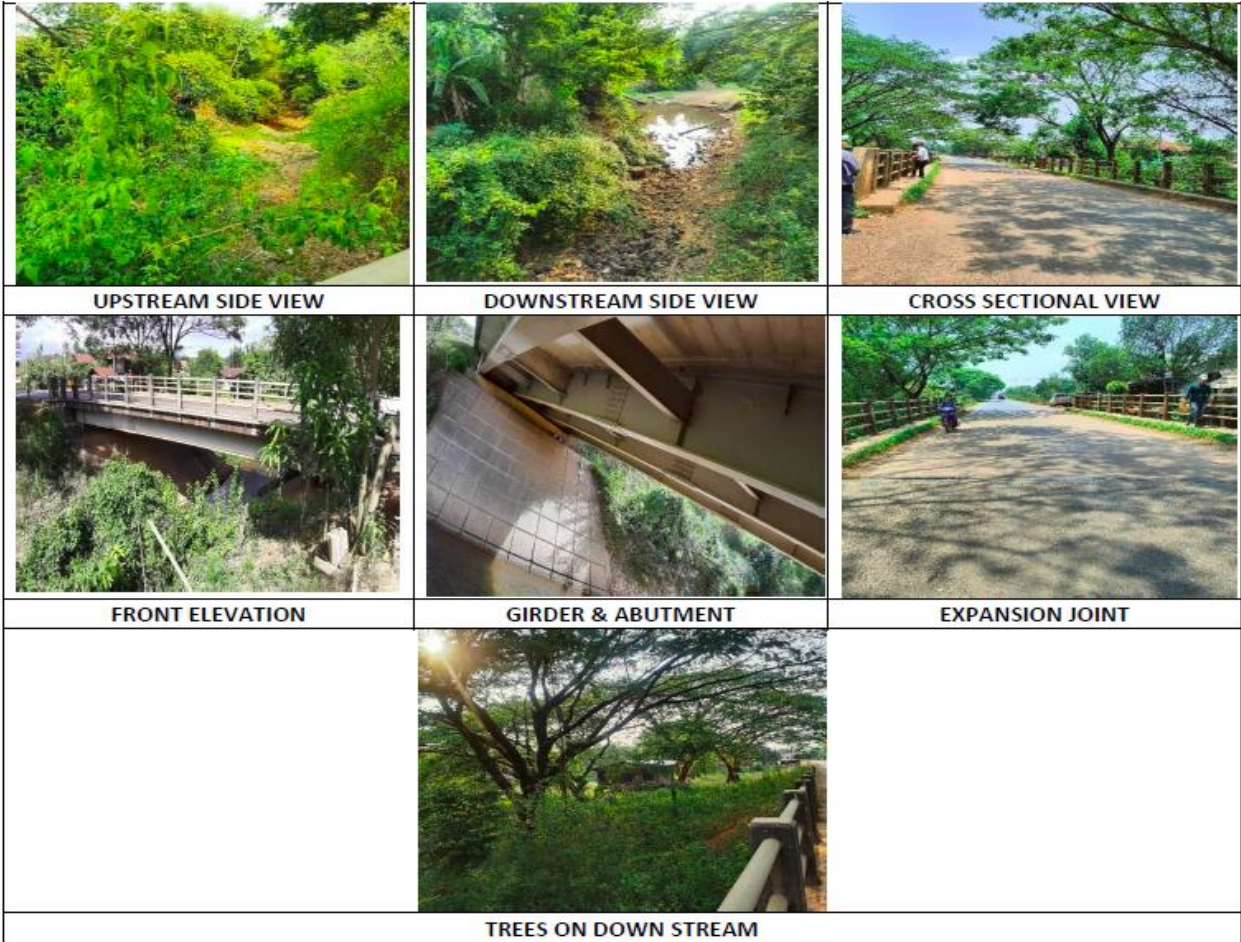 UPSTREAM SIDE VIEW
DOWNSTREAM SIDE VIEW
CROSS SECTIONAL VIEW
FRONT ELEVATION
GIRDER & ABUTMENT
EXPANSION JOINT
TREES ON DOWN STREAM